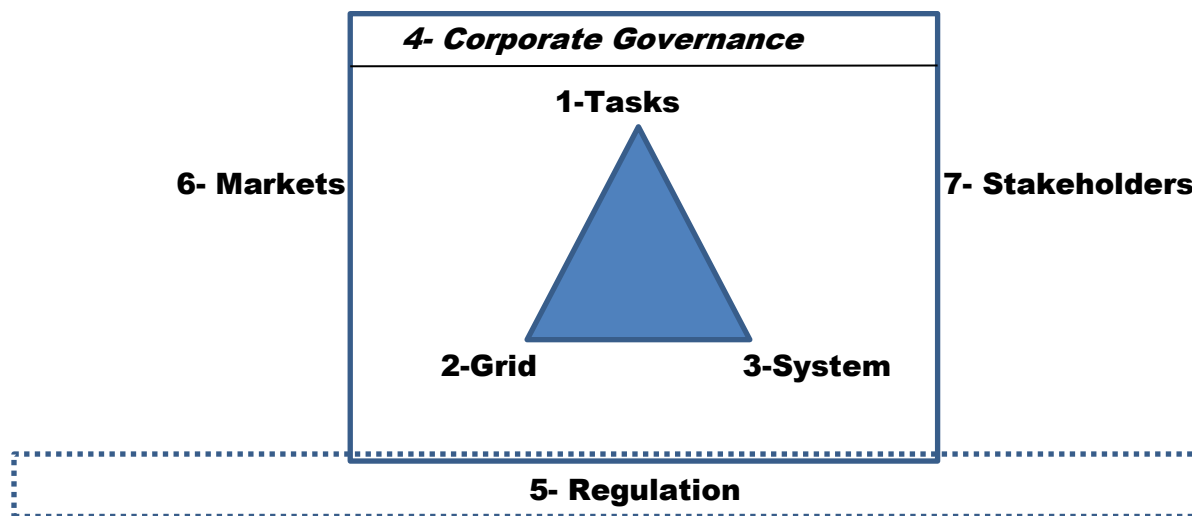 4- Corporate Governance
1-Tasks
6- Markets
7- Stakeholders
2-Grid
3-System
5- Regulation